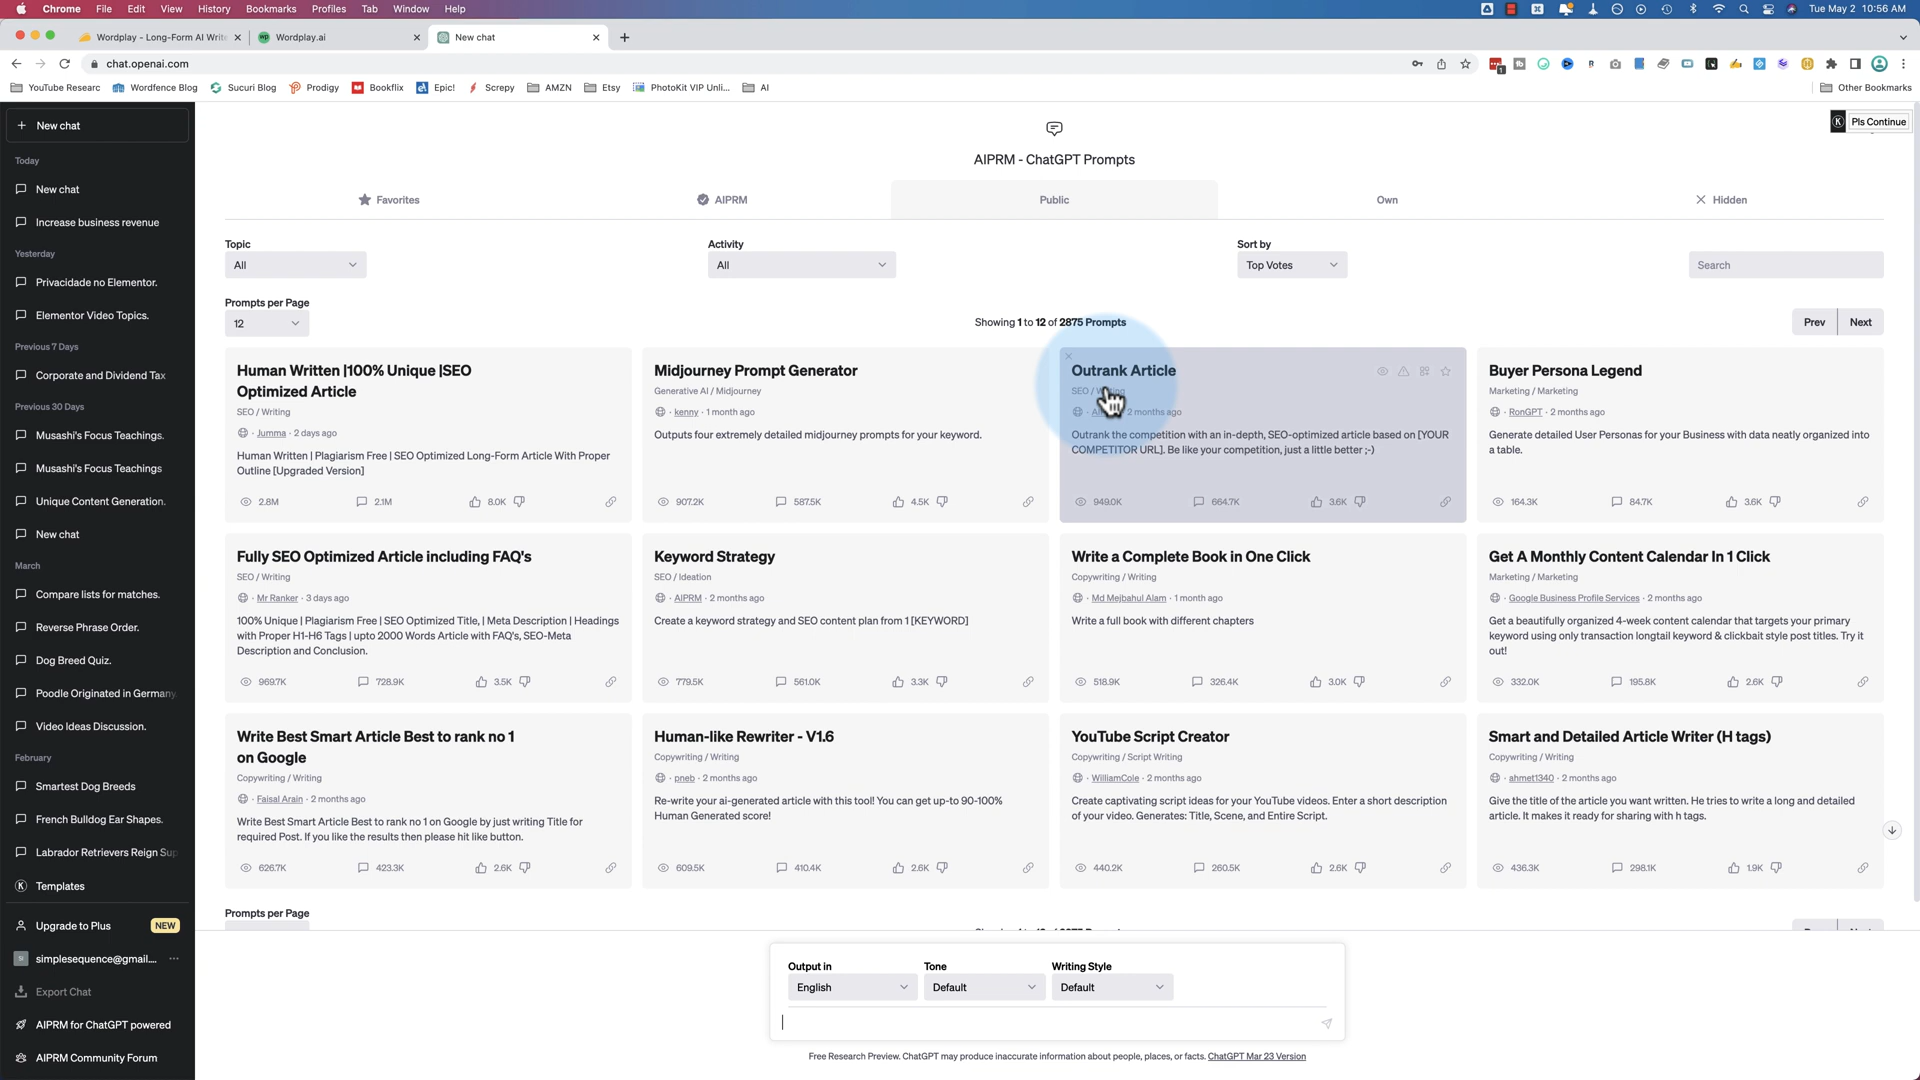 Chrome File Edit View History Bookmarks Profiles Tab Window Help Tue May 2 10:56 AM
Wordplay - Long-Form AI Write
Wordplay.ai
New chat
chat.openai.com
YouTube Researc Wordfence Blog Sucuri Blog Prodigy Bookflix Epic! Screpy AMZN Etsy PhotoKit VIP Unli... AI Other Bookmarks
New chat
Today
New chat
Increase business revenue
Yesterday
Privacidade no Elementor.
Elementor Video Topics.
Previous 7 Days
Corporate and Dividend Tax
Previous 30 Days
Musashi's Focus Teachings.
Musashi's Focus Teachings
Unique Content Generation.
New chat
March
Compare lists for matches.
Reverse Phrase Order.
Dog Breed Quiz.
Poodle Originated in Germany
Video Ideas Discussion.
February
Smartest Dog Breeds
French Bulldog Ear Shapes.
Labrador Retrievers Reign Sup
Templates
Upgrade to Plus NEW
simplesequence@gmail....
Export Chat
AIPRM for ChatGPT powered
AIPRM Community Forum
Pls Continue
AIPRM - ChatGPT Prompts
Favorites AIPRM Public Own Hidden
Topic Activity Sort by
All All Top Votes Search
Prompts per Page
12 Showing 1 to 12 of 2875 Prompts Prev Next
Human Written |100% Unique |SEO
Optimized Article
SEO / Writing
· Jumma · 2 days ago
Human Written | Plagiarism Free | SEO Optimized Long-Form Article With Proper
Outline [Upgraded Version]
2.8M 2.1M 8.0K
Midjourney Prompt Generator
Generative AI / Midjourney
· kenny · 1 month ago
Outputs four extremely detailed midjourney prompts for your keyword.
907.2K 587.5K 4.5K
Outrank Article
SEO /
2 months ago
Outrank the competition with an in-depth, SEO-optimized article based on [YOUR
COMPETITOR URL]. Be like your competition, just a little better ;-)
949.0K 664.7K 3.6K
Buyer Persona Legend
Marketing / Marketing
· RonGPT · 2 months ago
Generate detailed User Personas for your Business with data neatly organized into
a table.
164.3K 84.7K 3.6K
Fully SEO Optimized Article including FAQ's
SEO / Writing
· Mr Ranker · 3 days ago
100% Unique | Plagiarism Free | SEO Optimized Title, | Meta Description | Headings
with Proper H1-H6 Tags | upto 2000 Words Article with FAQ's, SEO-Meta
Description and Conclusion.
969.7K 728.9K 3.5K
Keyword Strategy
SEO / Ideation
· AIPRM · 2 months ago
Create a keyword strategy and SEO content plan from 1 [KEYWORD]
779.5K 561.0K 3.3K
Write a Complete Book in One Click
Copywriting / Writing
· Md Mejbahul Alam · 1 month ago
Write a full book with different chapters
518.9K 326.4K 3.0K
Get A Monthly Content Calendar In 1 Click
Marketing / Marketing
· Google Business Profile Services · 2 months ago
Get a beautifully organized 4-week content calendar that targets your primary
keyword using only transaction longtail keyword & clickbait style post titles. Try it
out!
332.0K 195.8K 2.6K
Write Best Smart Article Best to rank no 1
on Google
Copywriting / Writing
· Faisal Arain · 2 months ago
Write Best Smart Article Best to rank no 1 on Google by just writing Title for
required Post. If you like the results then please hit like button.
626.7K 423.3K 2.6K
Human-like Rewriter - V1.6
Copywriting / Writing
· pneb · 2 months ago
Re-write your ai-generated article with this tool! You can get up-to 90-100%
Human Generated score!
609.5K 410.4K 2.6K
YouTube Script Creator
Copywriting / Script Writing
· WilliamCole · 2 months ago
Create captivating script ideas for your YouTube videos. Enter a short description
of your video. Generates: Title, Scene, and Entire Script.
440.2K 260.5K 2.6K
Smart and Detailed Article Writer (H tags)
Copywriting / Writing
· ahmet1340 · 2 months ago
Give the title of the article you want written. He tries to write a long and detailed
article. It makes it ready for sharing with h tags.
436.3K 298.1K 1.9K
Prompts per Page
Output in Tone Writing Style
English Default Default
Free Research Preview. ChatGPT may produce inaccurate information about people, places, or facts. ChatGPT Mar 23 Version